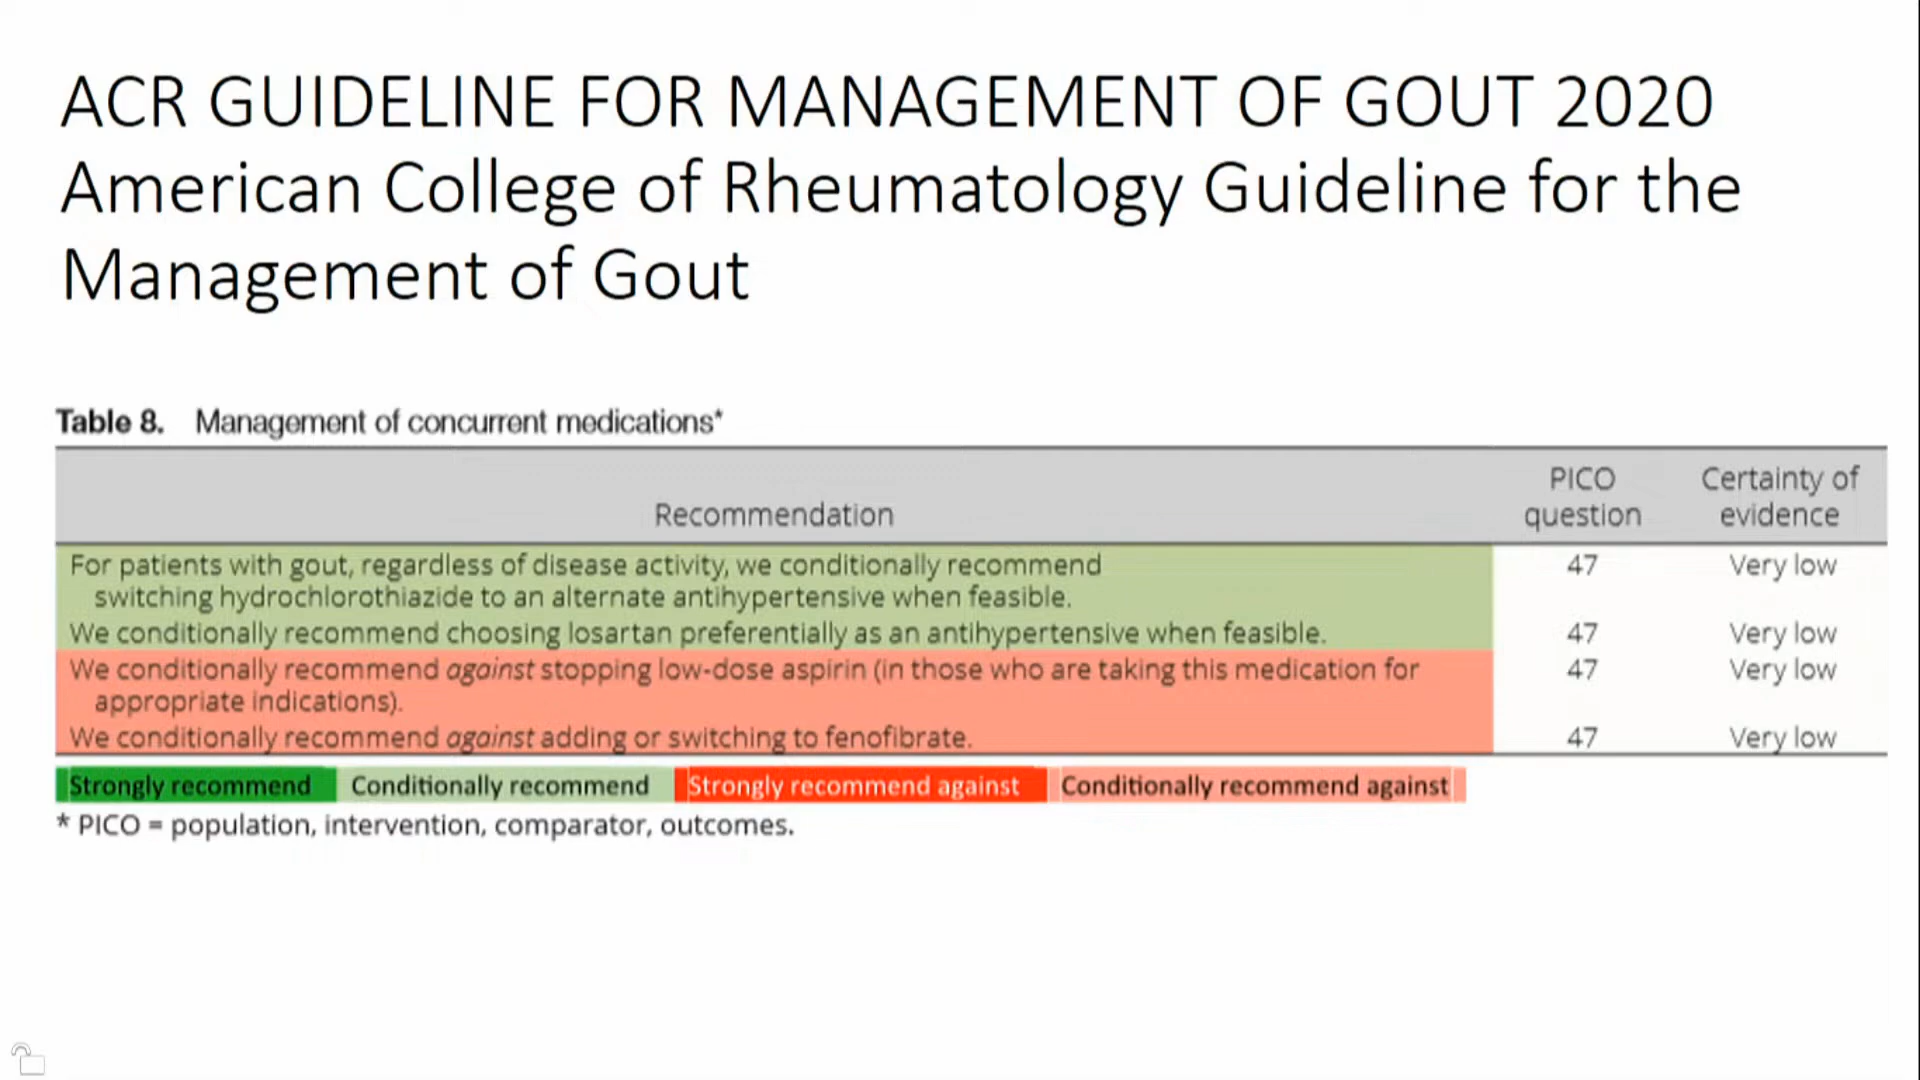 ACR GUIDELINE FOR MANAGEMENT OF GOUT 2020
American College of Rheumatology Guideline for the
Management of Gout
Table 8. Management of concurrent medications*
Recommendation PICO question Certainty of evidence
For patients with gout, regardless of disease activity, we conditionally recommend 47 Very low
switching hydrochlorothiazide to an alternate antihypertensive when feasible.
We conditionally recommend choosing losartan preferentially as an antihypertensive when feasible. 47 Very low
We conditionally recommend against stopping low-dose aspirin (in those who are taking this medication for 47 Very low
appropriate indications).
We conditionally recommend against adding or switching to fenofibrate. 47 Very low
Strongly recommend Conditionally recommend Strongly recommend against Conditionally recommend against
* PICO = population, intervention, comparator, outcomes.